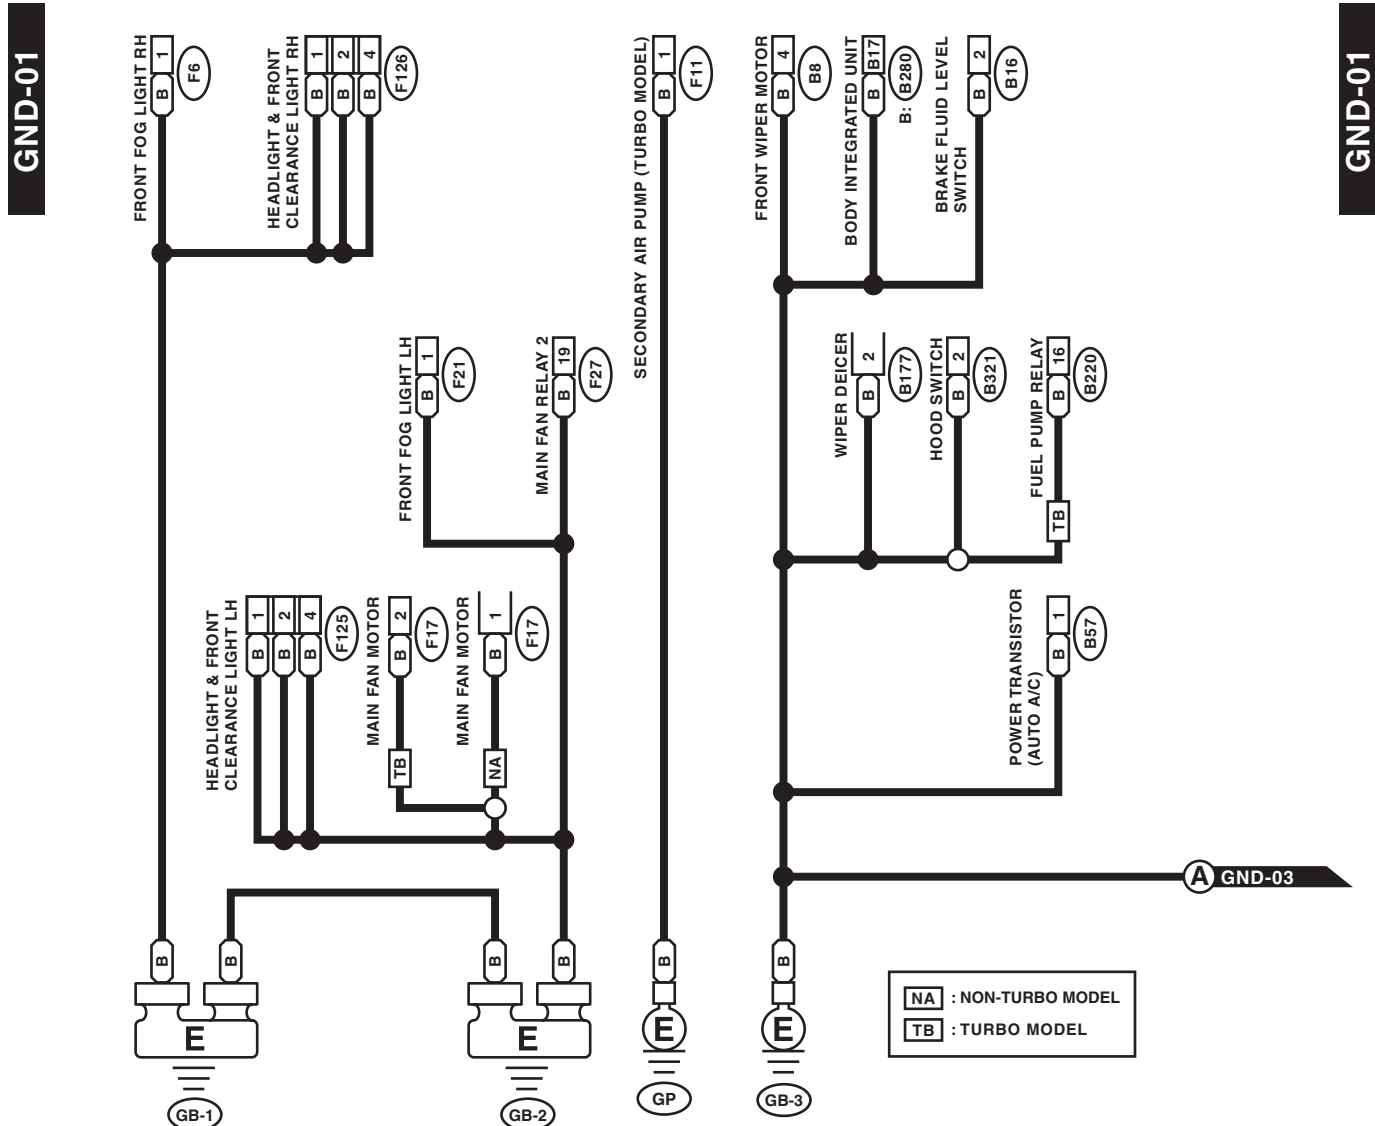 GND-01
GND-01
FRONT FOG LIGHT RH
1
B
F6
HEADLIGHT & FRONT
CLEARANCE LIGHT RH
1
B
2
B
4
B
F126
SECONDARY AIR PUMP (TURBO MODEL)
1
B
F11
FRONT WIPER MOTOR
4
B
B8
BODY INTEGRATED UNIT
B17
B
B: B280
BRAKE FLUID LEVEL
SWITCH
2
B
B16
FRONT FOG LIGHT LH
1
B
F21
MAIN FAN RELAY 2
19
B
F27
WIPER DEICER
2
B
B177
HOOD SWITCH
2
B
B321
FUEL PUMP RELAY
16
B
B220
TB
HEADLIGHT & FRONT
CLEARANCE LIGHT LH
1
B
2
B
4
B
F125
MAIN FAN MOTOR
2
B
F17
TB
MAIN FAN MOTOR
1
B
F17
NA
POWER TRANSISTOR
(AUTO A/C)
1
B
B57
A GND-03
B
B
B
B
B
B
E
E
E
E
GB-1
GB-2
GP
GB-3
NA : NON-TURBO MODEL
TB : TURBO MODEL